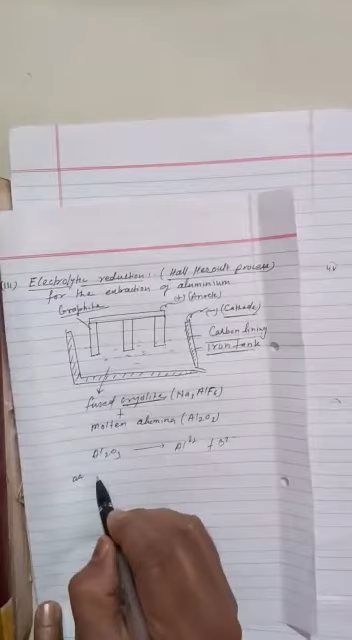 (iii) Electrolytic reduction: (Hall Heroult process)
for the extraction of aluminium
Graphite
(+) (Anode)
(-) (Cathode)
Carbon lining
Iron tank
fused cryolite (Na3AlF6)
+
molten alumina (Al2O3)
Al2O3 → Al3+ + O2-
at